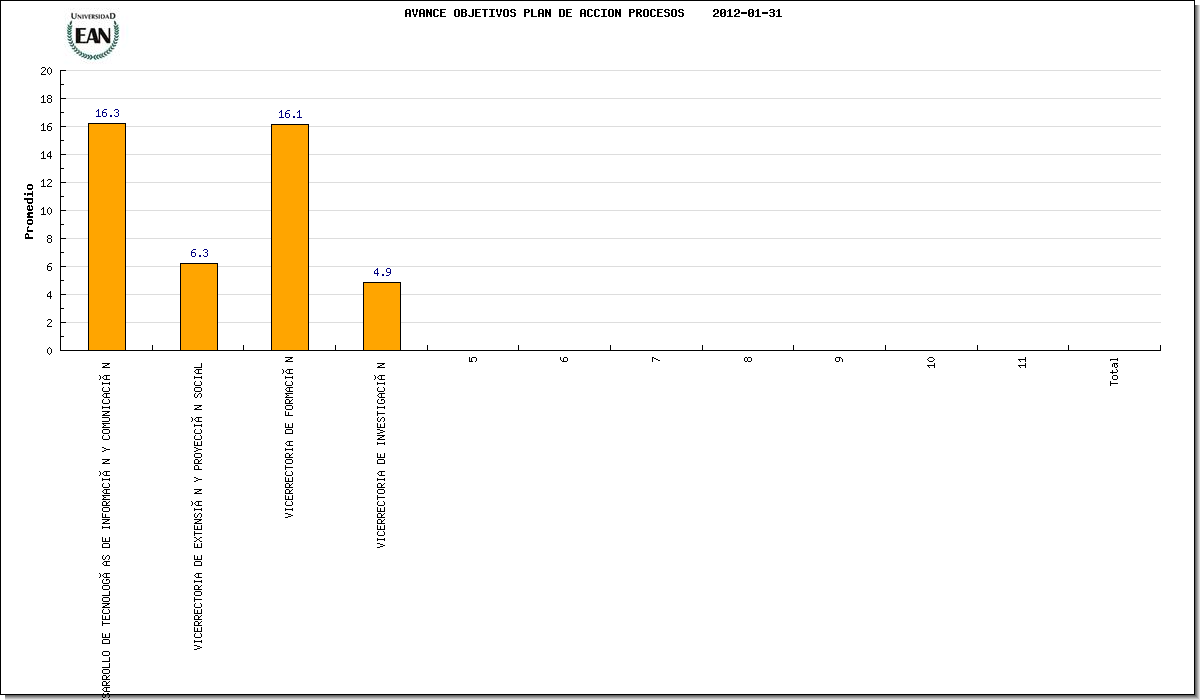 AVANCE OBJETIVOS PLAN DE ACCION PROCESOS 2012-01-31
UNIVERSIDAD
EAN
Promedio
20
18
16
14
12
10
8
6
4
2
0
16.3
6.3
16.1
4.9
SARROLLO DE TECNOLOGÃ AS DE INFORMACIÃ N Y COMUNICACIÃ N
VICERRECTORIA DE EXTENSIÃ N Y PROYECCIÃ N SOCIAL
VICERRECTORIA DE FORMACIÃ N
VICERRECTORIA DE INVESTIGACIÃ N
5
6
7
8
9
10
11
Total